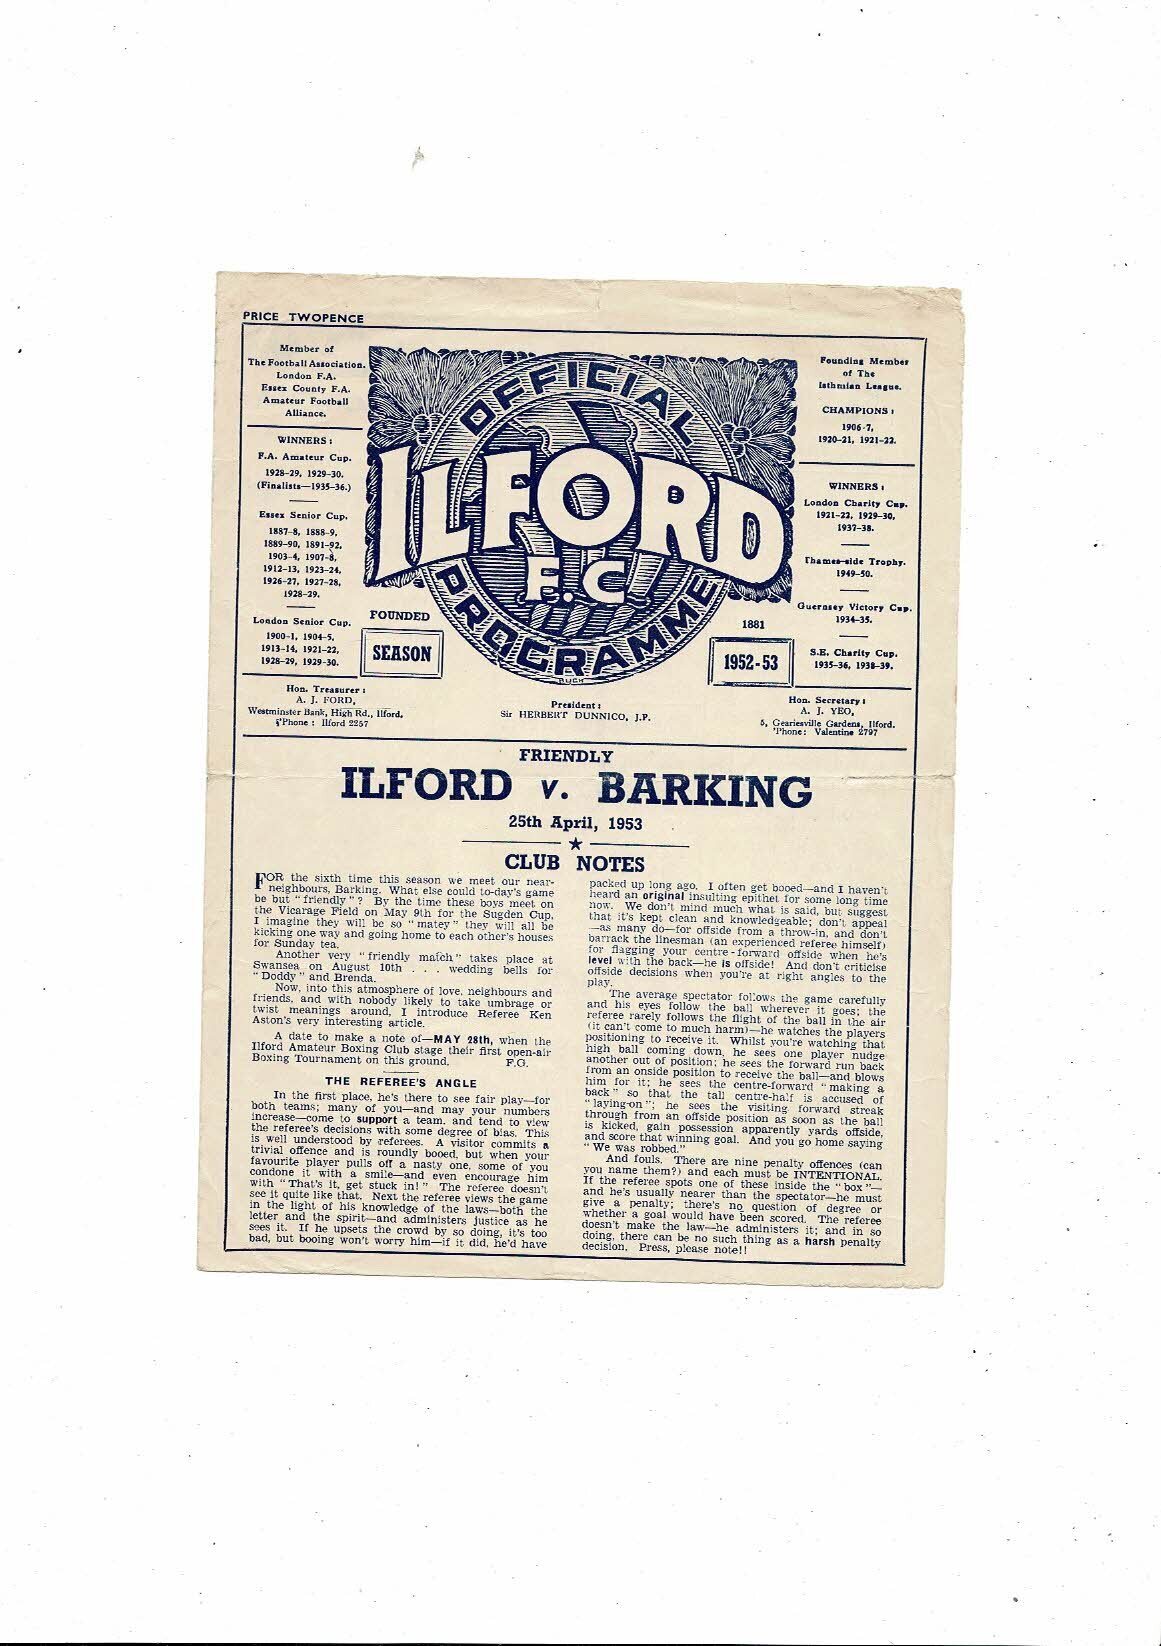 PRICE TWOPENCE
Member of
The Football Association.
London F.A.
Essex County F.A.
Amateur Football
Alliance.
WINNERS:
F.A. Amateur Cup.
1928-29, 1929-30.
(Finalists—1935-36.)
Essex Senior Cup.
1887-8, 1888-9,
1889-90, 1891-92,
1903-4, 1907-8,
1912-13, 1923-24,
1926-27, 1927-28,
1928-29.
London Senior Cup.
1900-1, 1904-5,
1913-14, 1921-22,
1928-29, 1929-30.
OFFICIAL
ILFORD
F.C.
PROGRAMME
BUCK
FOUNDED
1881
SEASON
1952-53
Founding Member
of The
Isthmian League.
CHAMPIONS:
1906-7,
1920-21, 1921-22.
WINNERS:
London Charity Cup.
1921-22, 1929-30,
1937-38.
Thames-side Trophy.
1949-50.
Guernsey Victory Cup.
1934-35.
S.E. Charity Cup.
1935-36, 1938-39.
Hon. Treasurer:
A. J. FORD,
Westminster Bank, High Rd., Ilford.
'Phone: Ilford 2257
President:
Sir HERBERT DUNNICO, J.P.
Hon. Secretary:
A. J. YEO,
5, Geariesville Gardens, Ilford.
'Phone: Valentine 2797
FRIENDLY
ILFORD v. BARKING
25th April, 1953
CLUB NOTES
FOR the sixth time this season we meet our near-
neighbours, Barking. What else could to-day's game
be but "friendly"? By the time these boys meet on
the Vicarage Field on May 9th for the Sugden Cup,
I imagine they will be so "matey" they will all be
kicking one way and going home to each other's houses
for Sunday tea.
Another very "friendly match" takes place at
Swansea on August 10th . . . wedding bells for
"Doddy" and Brenda.
Now, into this atmosphere of love, neighbours and
friends, and with nobody likely to take umbrage or
twist meanings around, I introduce Referee Ken
Aston's very interesting article.
A date to make a note of—MAY 28th, when the
Ilford Amateur Boxing Club stage their first open-air
Boxing Tournament on this ground. F.G.
THE REFEREE'S ANGLE
In the first place, he's there to see fair play—for
both teams; many of you—and may your numbers
increase—come to support a team, and tend to view
the referee's decisions with some degree of bias. This
is well understood by referees. A visitor commits a
trivial offence and is roundly booed, but when your
favourite player pulls off a nasty one, some of you
condone it with a smile—and even encourage him
with "That's it, get stuck in!" The referee doesn't
see it quite like that. Next the referee views the game
in the light of his knowledge of the laws—both the
letter and the spirit—and administers justice as he
sees it. If he upsets the crowd by so doing, it's too
bad, but booing won't worry him—if it did, he'd have
packed up long ago. I often get booed—and I haven't
heard an original insulting epithet for some long time
now. We don't mind much what is said, but suggest
that it's kept clean and knowledgeable; don't appeal
—as many do—for offside from a throw-in, and don't
barrack the linesman (an experienced referee himself)
for flagging your centre-forward offside when he's
level with the back—he is offside! And don't criticise
offside decisions when you're at right angles to the
play.
The average spectator follows the game carefully
and his eyes follow the ball wherever it goes; the
referee rarely follows the flight of the ball in the air
(it can't come to much harm)—he watches the players
positioning to receive it. Whilst you're watching that
high ball coming down, he sees one player nudge
another out of position; he sees the forward run back
from an onside position to receive the ball—and blows
him for it; he sees the centre-forward "making a
back" so that the tall centre-half is accused of
"laying-on"; he sees the visiting forward streak
through from an offside position as soon as the ball
is kicked, gain possession apparently yards offside,
and score that winning goal. And you go home saying
"We was robbed."
And fouls. There are nine penalty offences (can
you name them?) and each must be INTENTIONAL.
If the referee spots one of these inside the "box"—
and he's usually nearer than the spectator—he must
give a penalty; there's no question of degree or
whether a goal would have been scored. The referee
doesn't make the law—he administers it; and in so
doing, there can be no such thing as a harsh penalty
decision. Press, please note!!